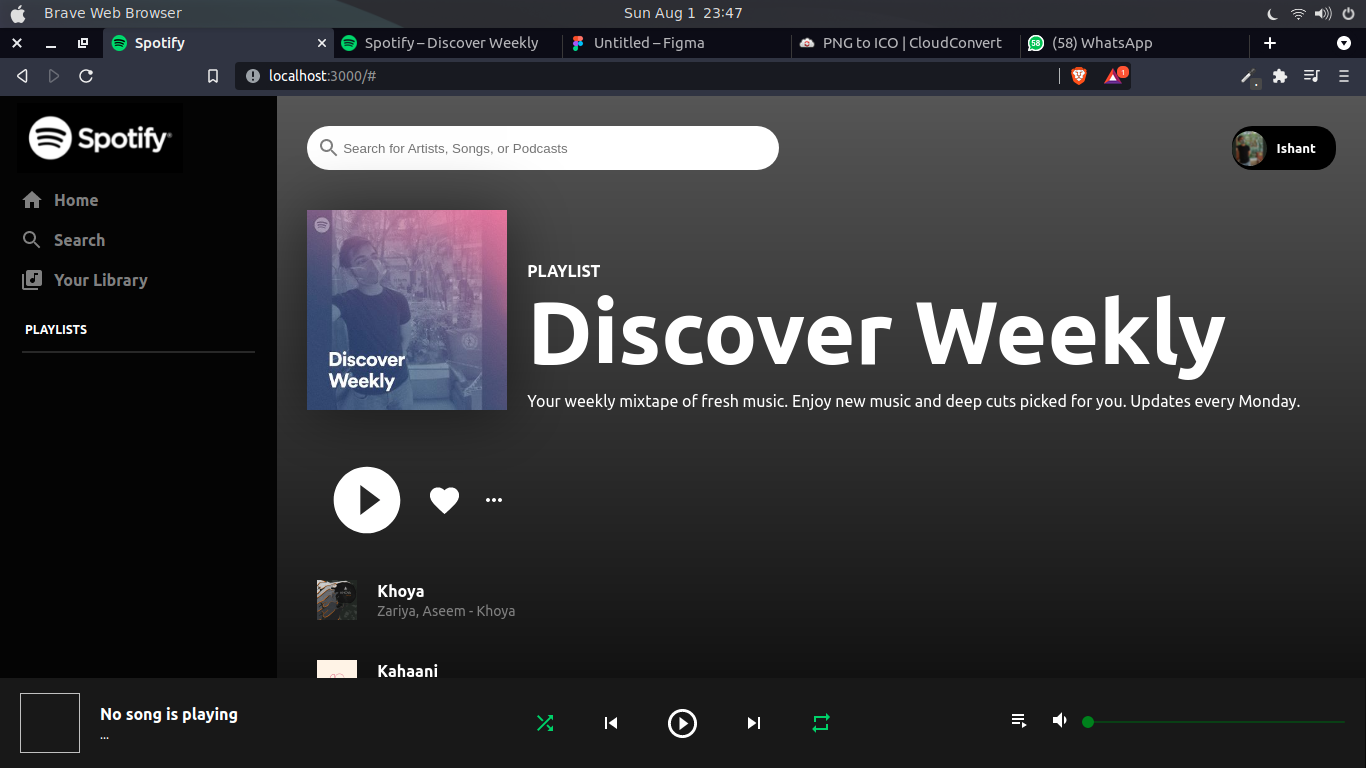 Brave Web Browser
Sun Aug 1 23:47
Spotify
Spotify – Discover Weekly
Untitled – Figma
PNG to ICO | CloudConvert
58
(58) WhatsApp
localhost:3000/#
1
Spotify
Search for Artists, Songs, or Podcasts
Ishant
Home
Search
Your Library
PLAYLISTS
Discover
Weekly
PLAYLIST
Discover Weekly
Your weekly mixtape of fresh music. Enjoy new music and deep cuts picked for you. Updates every Monday.
Khoya
Zariya, Aseem - Khoya
Kahaani
No song is playing
...